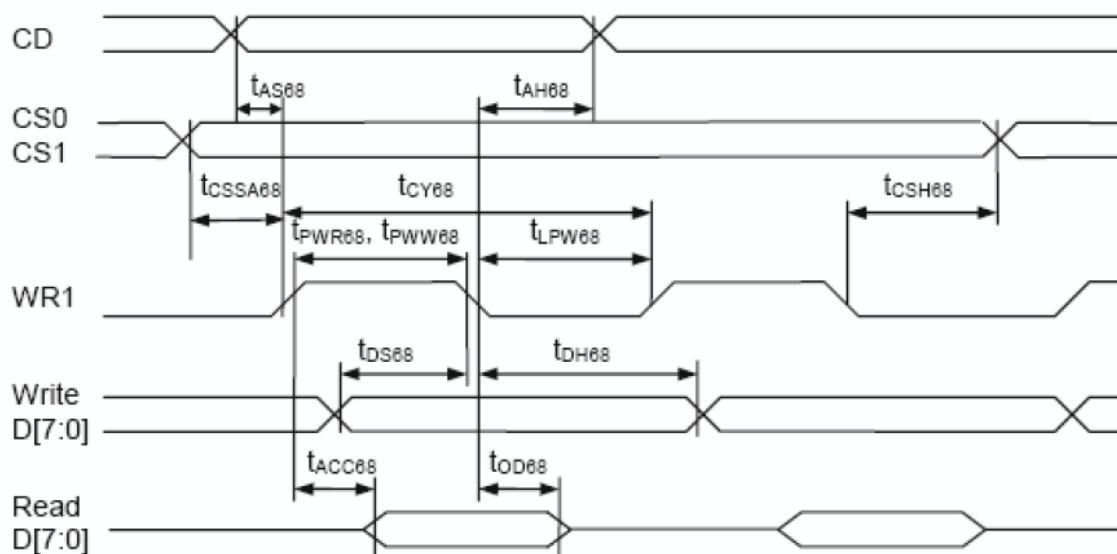 CD
tAS68 tAH68
CS0
CS1
tCSSA68 tCY68 tCSH68
tPWR68, tPWW68 tLPW68
WR1
tDS68 tDH68
Write
D[7:0]
tACC68 tOD68
Read
D[7:0]